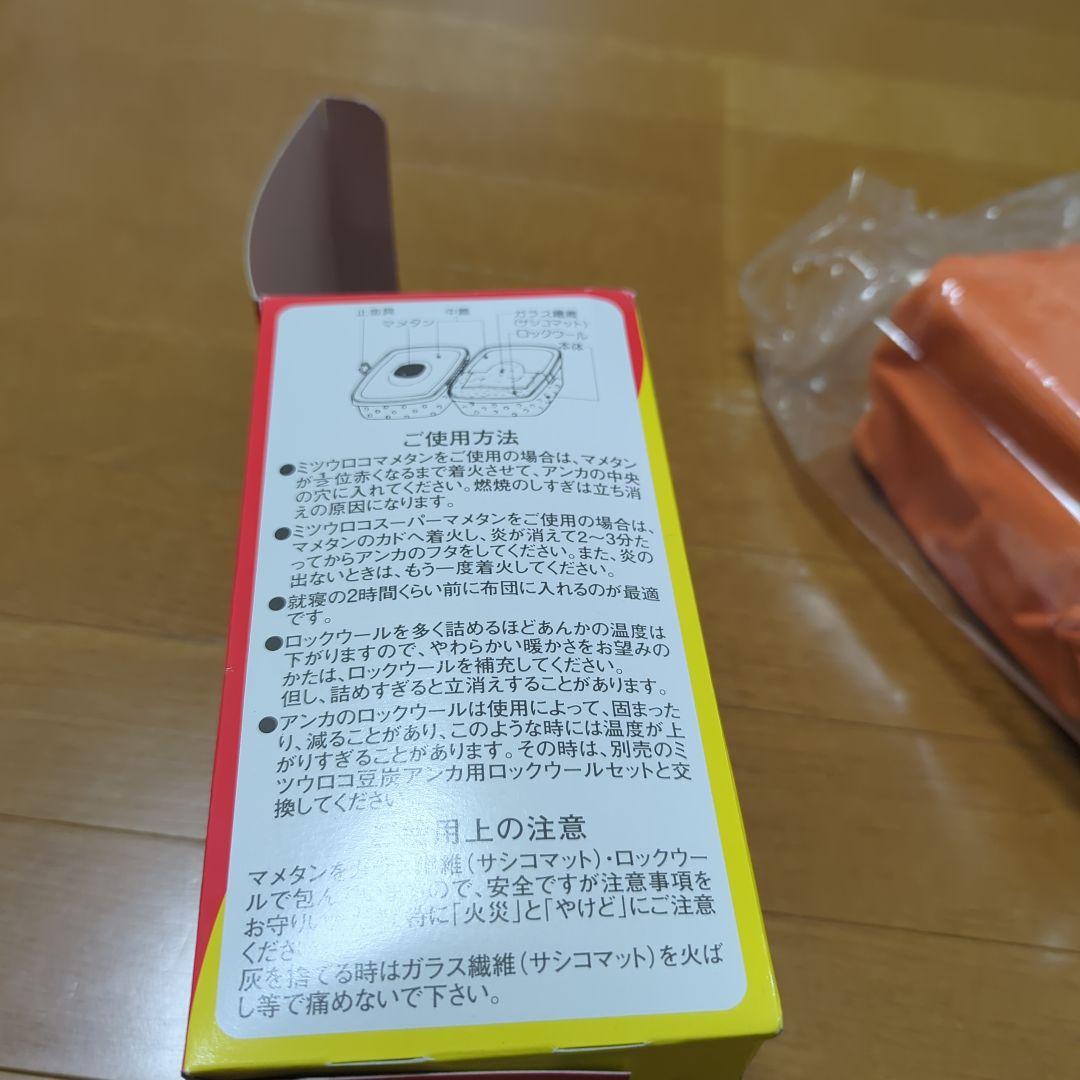 止金具 中蓋 ガラス繊維
マメタン (サシコマット)
ロックウール
本体
ご使用方法
●ミツウロコマメタンをご使用の場合は、マメタン
が⅓位赤くなるまで着火させて、アンカの中央
の穴に入れてください。燃焼のしすぎは立ち消
えの原因になります。
●ミツウロコスーパーマメタンをご使用の場合は、
マメタンのカドへ着火し、炎が消えて2〜3分た
ってからアンカのフタをしてください。また、炎の
出ないときは、もう一度着火してください。
●就寝の2時間くらい前に布団に入れるのが最適
です。
●ロックウールを多く詰めるほどあんかの温度は
下がりますので、やわらかい暖かさをお望みの
かたは、ロックウールを補充してください。
但し、詰めすぎると立消えすることがあります。
●アンカのロックウールは使用によって、固まった
り、減ることがあり、このような時には温度が上
がりすぎることがあります。その時は、別売のミ
ツウロコ豆炭アンカ用ロックウールセットと交
換してください
用上の注意
マメタンを 繊維(サシコマット)・ロックウー
ルで包ん ので、安全ですが注意事項を
お守り 特に「火災」と「やけど」にご注意
くださ
灰を捨てる時はガラス繊維(サシコマット)を火ば
し等で痛めないで下さい。